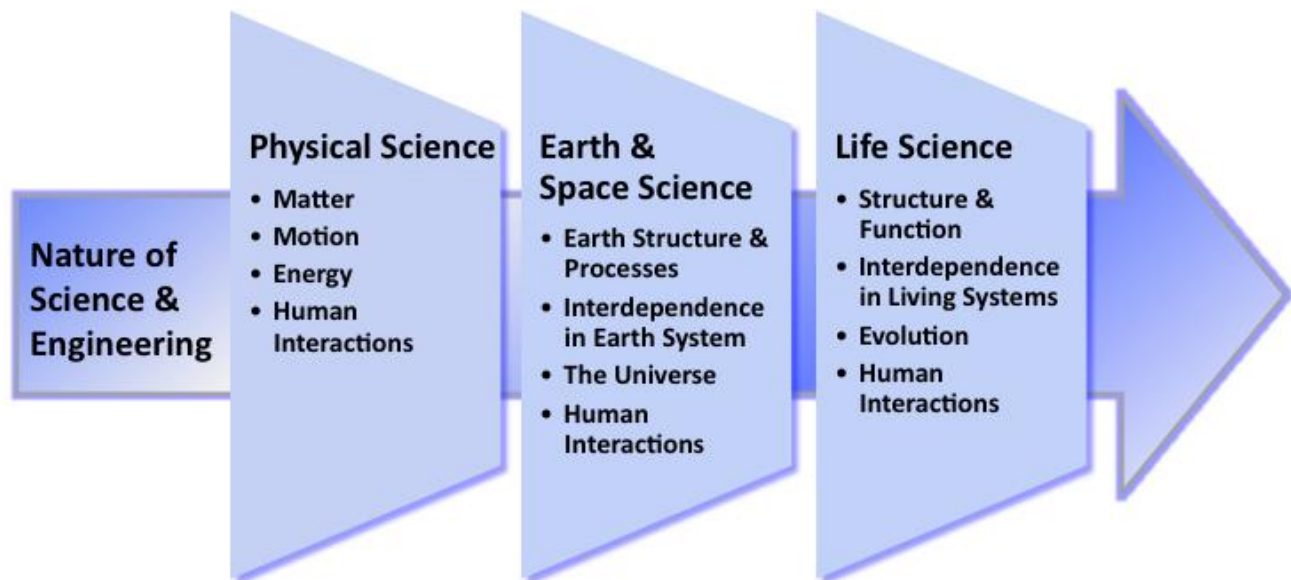 Nature of
Science &
Engineering
Physical Science
• Matter
• Motion
• Energy
• Human
Interactions
Earth &
Space Science
• Earth Structure &
Processes
• Interdependence
in Earth System
• The Universe
• Human
Interactions
Life Science
• Structure &
Function
• Interdependence
in Living Systems
• Evolution
• Human
Interactions